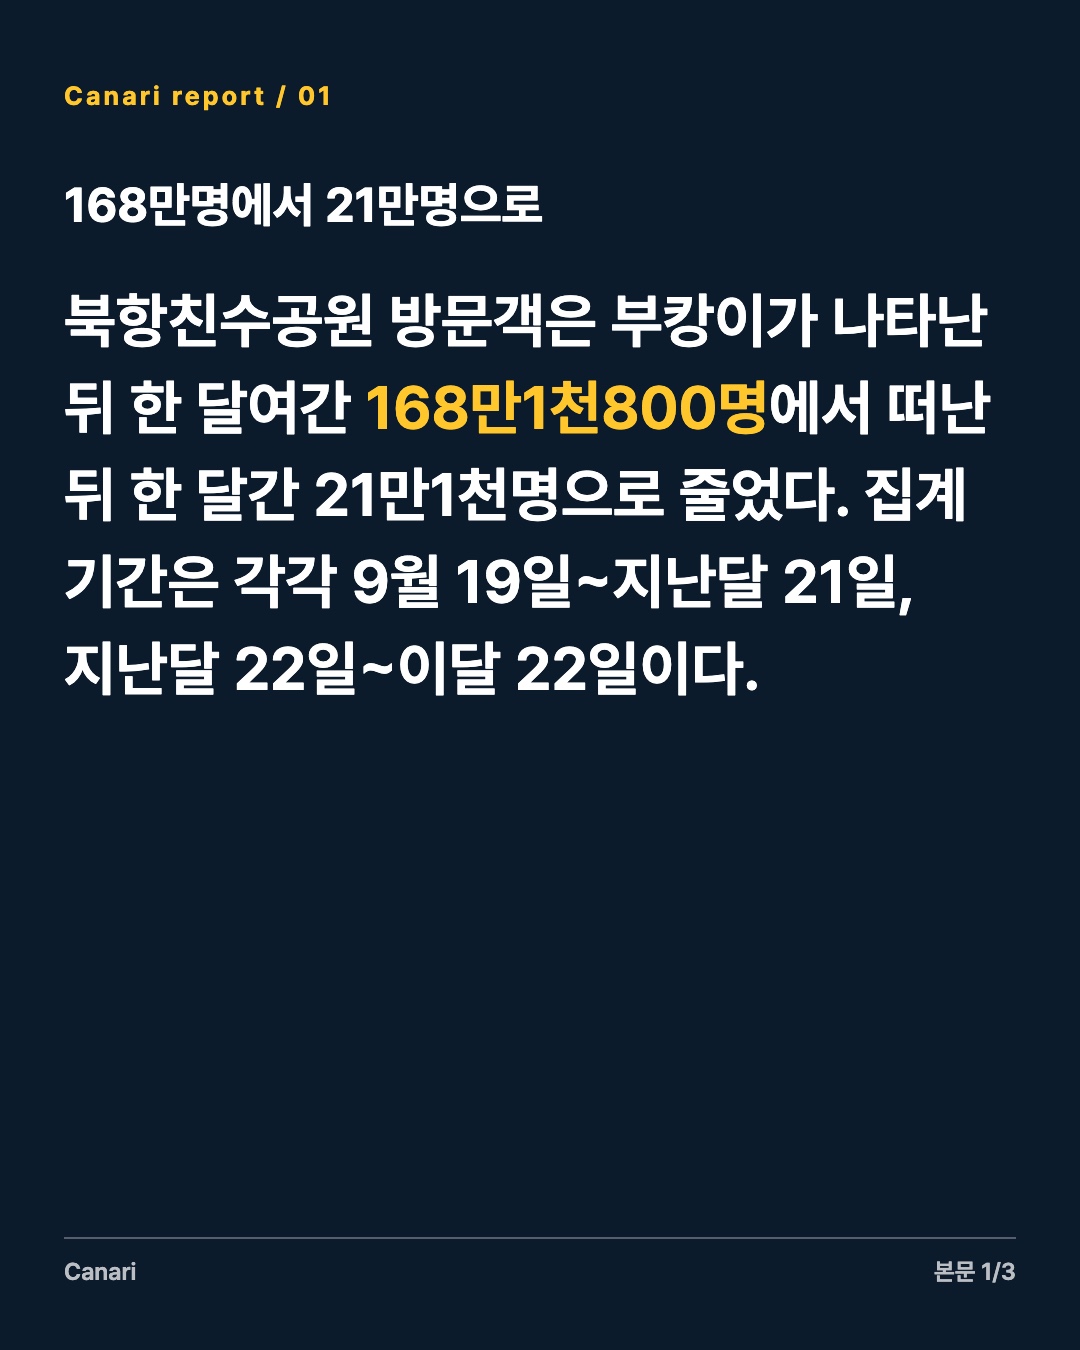 Canari report / 01
168만명에서 21만명으로
북항친수공원 방문객은 부캉이가 나타난
뒤 한 달여간 168만1천800명에서 떠난
뒤 한 달간 21만1천명으로 줄었다. 집계
기간은 각각 9월 19일~지난달 21일,
지난달 22일~이달 22일이다.
Canari
본문 1/3